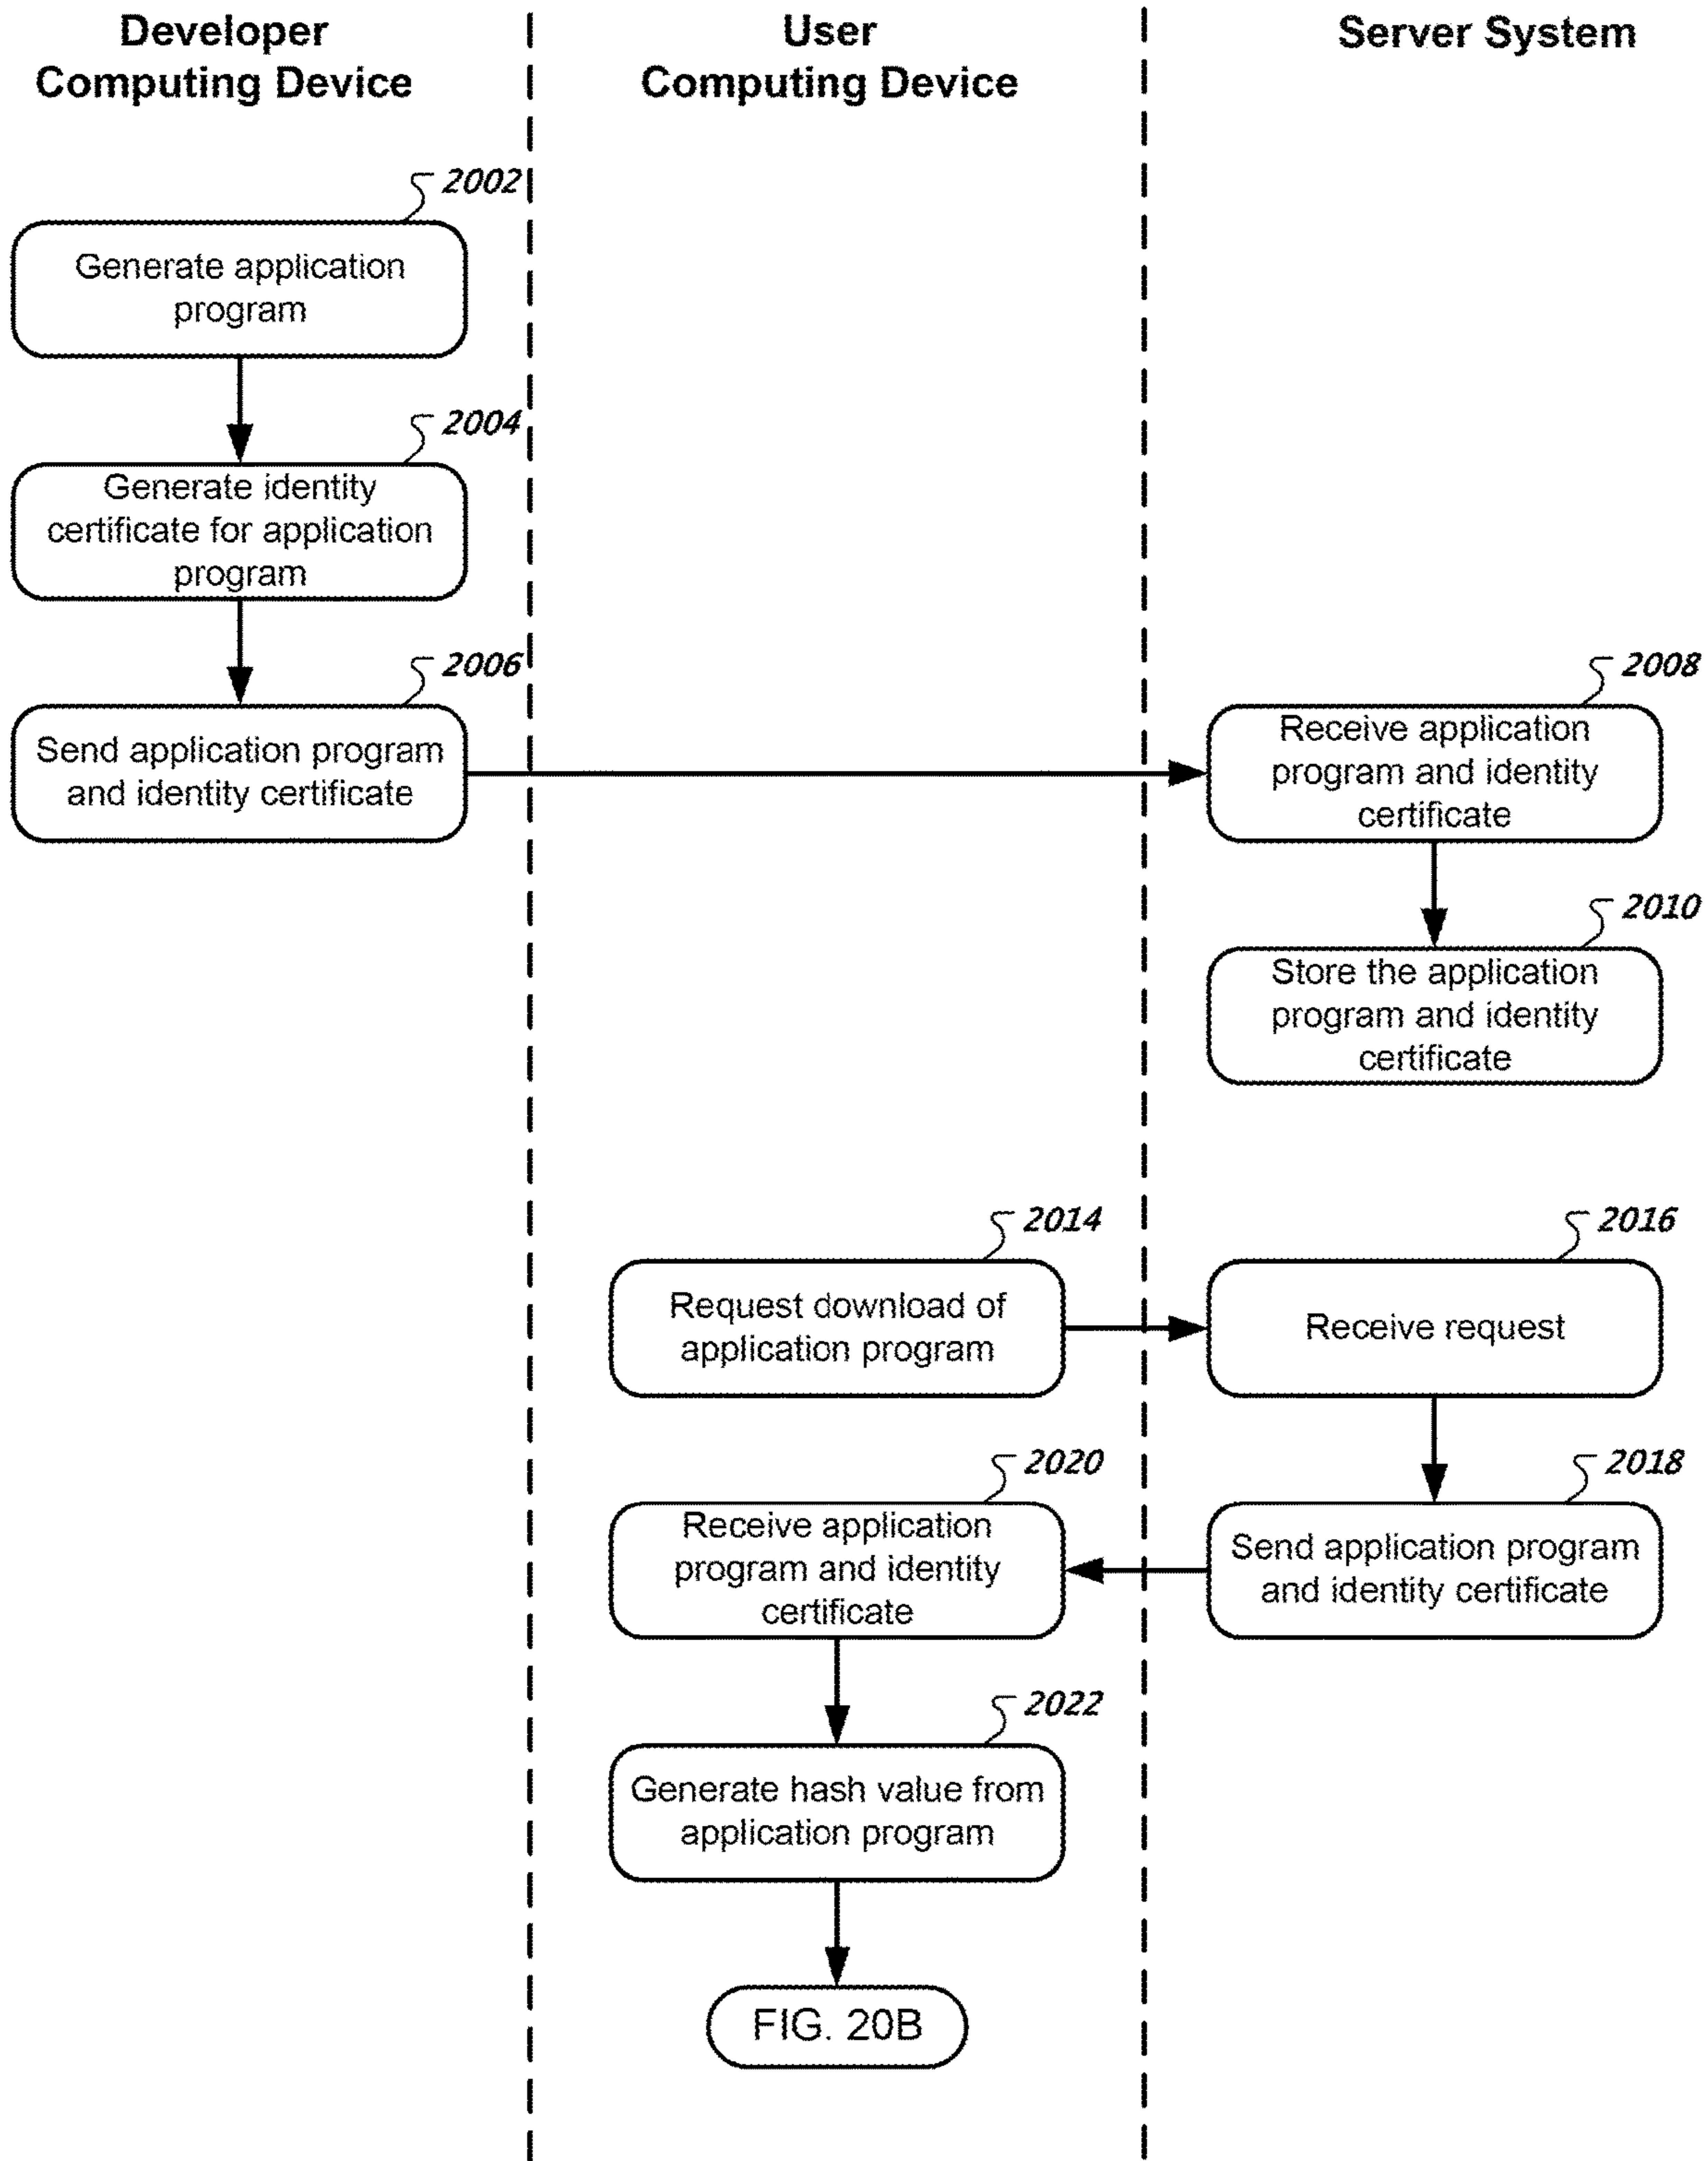 Developer
Computing Device
User
Computing Device
Server System
2002
Generate application
program
2004
Generate identity
certificate for application
program
2006
Send application program
and identity certificate
2008
Receive application
program and identity
certificate
2010
Store the application
program and identity
certificate
2014
Request download of
application program
2016
Receive request
2018
Send application program
and identity certificate
2020
Receive application
program and identity
certificate
2022
Generate hash value from
application program
FIG. 20B